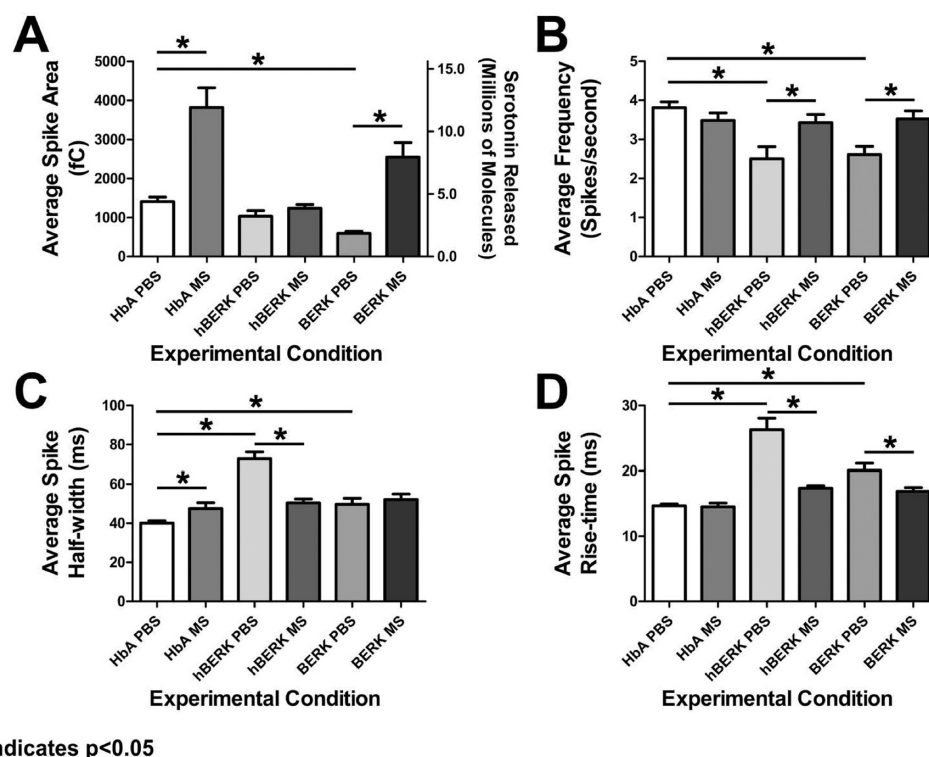 A
Average Spike Area
(fC)
5000
4000
3000
2000
1000
0
*
*
*
15.0
10.0
5.0
0.0
Serotonin Released
(Millions of Molecules)
HbA PBS
HbA MS
hBERK PBS
hBERK MS
BERK PBS
BERK MS
Experimental Condition
B
Average Frequency
(Spikes/second)
5
4
3
2
1
0
*
*
*
*
HbA PBS
HbA MS
hBERK PBS
hBERK MS
BERK PBS
BERK MS
Experimental Condition
C
Average Spike
Half-width (ms)
100
80
60
40
20
0
*
*
*
*
HbA PBS
HbA MS
hBERK PBS
hBERK MS
BERK PBS
BERK MS
Experimental Condition
D
Average Spike
Rise-time (ms)
30
20
10
0
*
*
*
*
HbA PBS
HbA MS
hBERK PBS
hBERK MS
BERK PBS
BERK MS
Experimental Condition
ndicates p<0.05